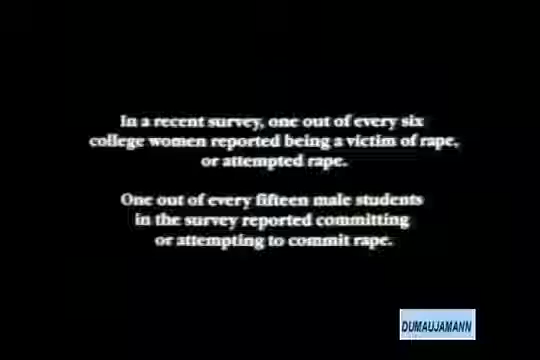 In a recent survey, one out of every six
college women reported being a victim of rape,
or attempted rape.
One out of every fifteen male students
in the survey reported committing
or attempting to commit rape.
DUMAUJAMANN